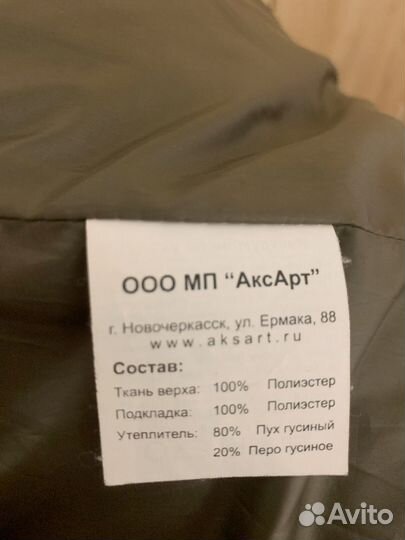 ООО МП “АксАрт”
г. Новочеркасск, ул. Ермака, 88
www.aksart.ru
Состав:
Ткань верха: 100% Полиэстер
Подкладка: 100% Полиэстер
Утеплитель: 80% Пух гусиный
20% Перо гусиное
Avito